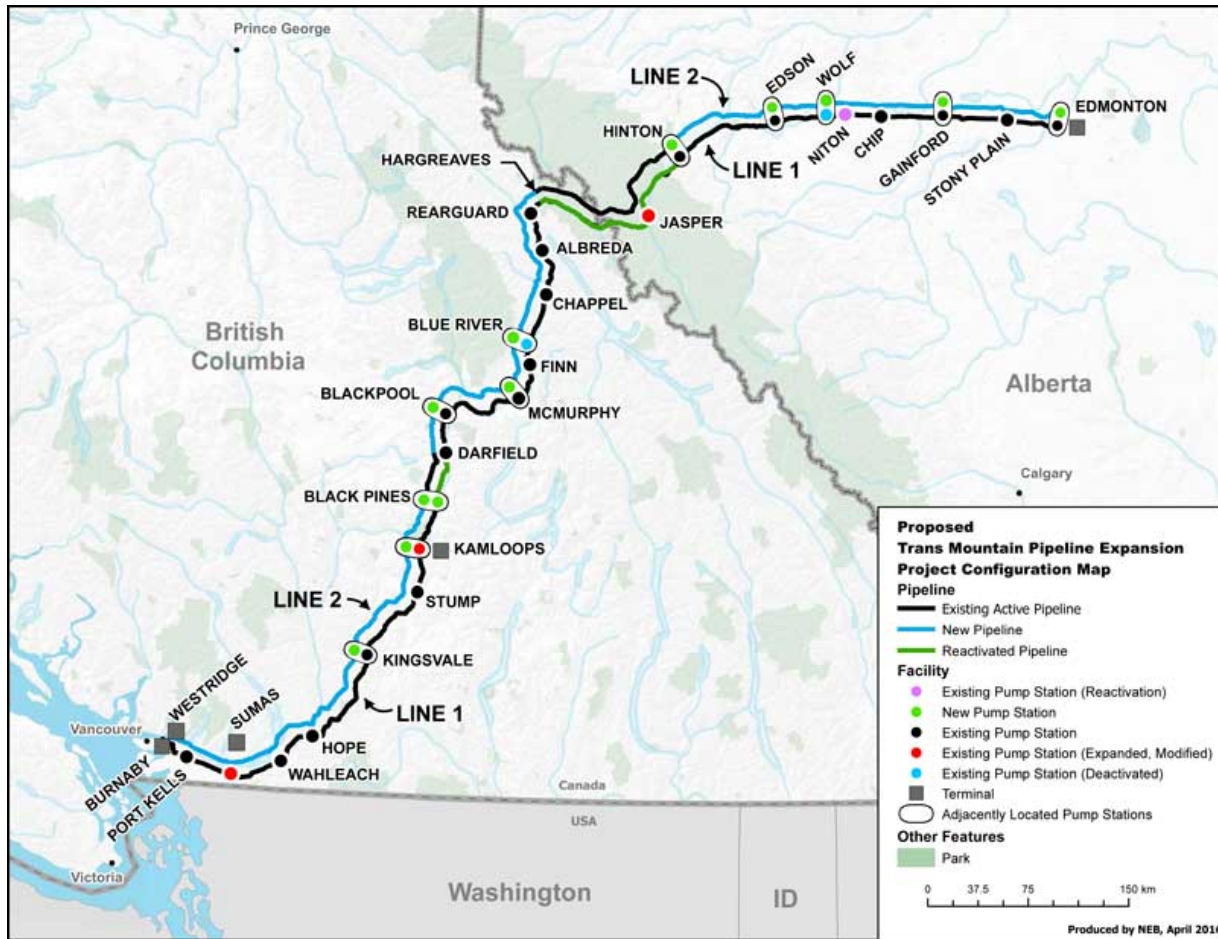 Prince George
LINE 2
EDSON
WOLF
EDMONTON
HINTON
NITON
CHIP
GAINFORD
STONY PLAIN
LINE 1
HARGREAVES
REARGUARD
JASPER
ALBREDA
CHAPPEL
British
Columbia
BLUE RIVER
FINN
Alberta
BLACKPOOL
MCMURPHY
DARFIELD
Calgary
BLACK PINES
KAMLOOPS
LINE 2
STUMP
KINGSVALE
LINE 1
WESTRIDGE
SUMAS
Vancouver
HOPE
WAHLEACH
BURNABY
PORT KELLS
Canada
USA
Victoria
Washington
ID
Proposed
Trans Mountain Pipeline Expansion
Project Configuration Map
Pipeline
Existing Active Pipeline
New Pipeline
Reactivated Pipeline
Facility
Existing Pump Station (Reactivation)
New Pump Station
Existing Pump Station
Existing Pump Station (Expanded, Modified)
Existing Pump Station (Deactivated)
Terminal
Adjacently Located Pump Stations
Other Features
Park
0 37.5 75 150 km
Produced by NEB, April 2016